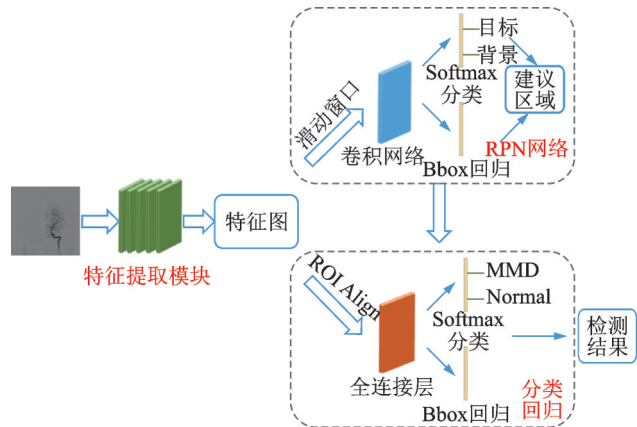 特征提取模块
特征图
滑动窗口
卷积网络
目标
背景
Softmax
分类
Bbox回归
建议
区域
RPN网络
ROI Align
全连接层
MMD
Normal
Softmax
分类
Bbox回归
分类
回归
检测
结果